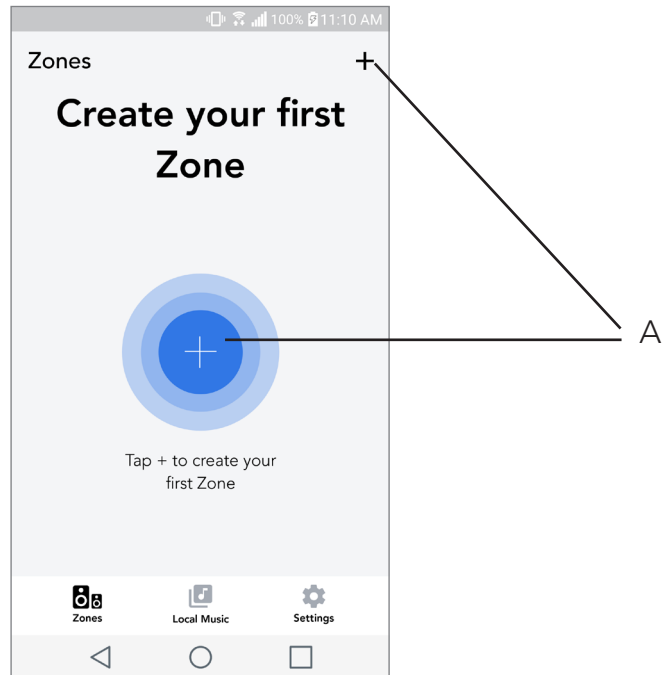 100% 11:10 AM
Zones +
Create your first
Zone
A
Tap + to create your
first Zone
Zones Local Music Settings